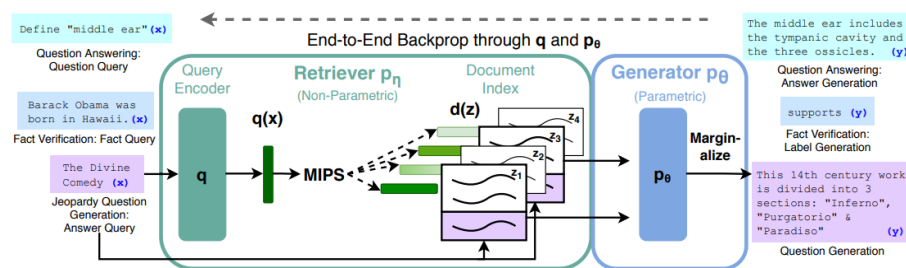 Define "middle ear"(x)
Question Answering:
Question Query
Barack Obama was
born in Hawaii.(x)
Fact Verification: Fact Query
The Divine
Comedy (x)
Jeopardy Question
Generation:
Answer Query
End-to-End Backprop through q and pθ
Query
Encoder
q
q(x)
Retriever pη
(Non-Parametric)
MIPS
Document
Index
d(z)
z4
z3
z2
z1
Generator pθ
(Parametric)
pθ
Margin-
alize
The middle ear includes
the tympanic cavity and
the three ossicles. (y)
Question Answering:
Answer Generation
supports (y)
Fact Verification:
Label Generation
This 14th century work
is divided into 3
sections: "Inferno",
"Purgatorio" &
"Paradiso" (y)
Question Generation